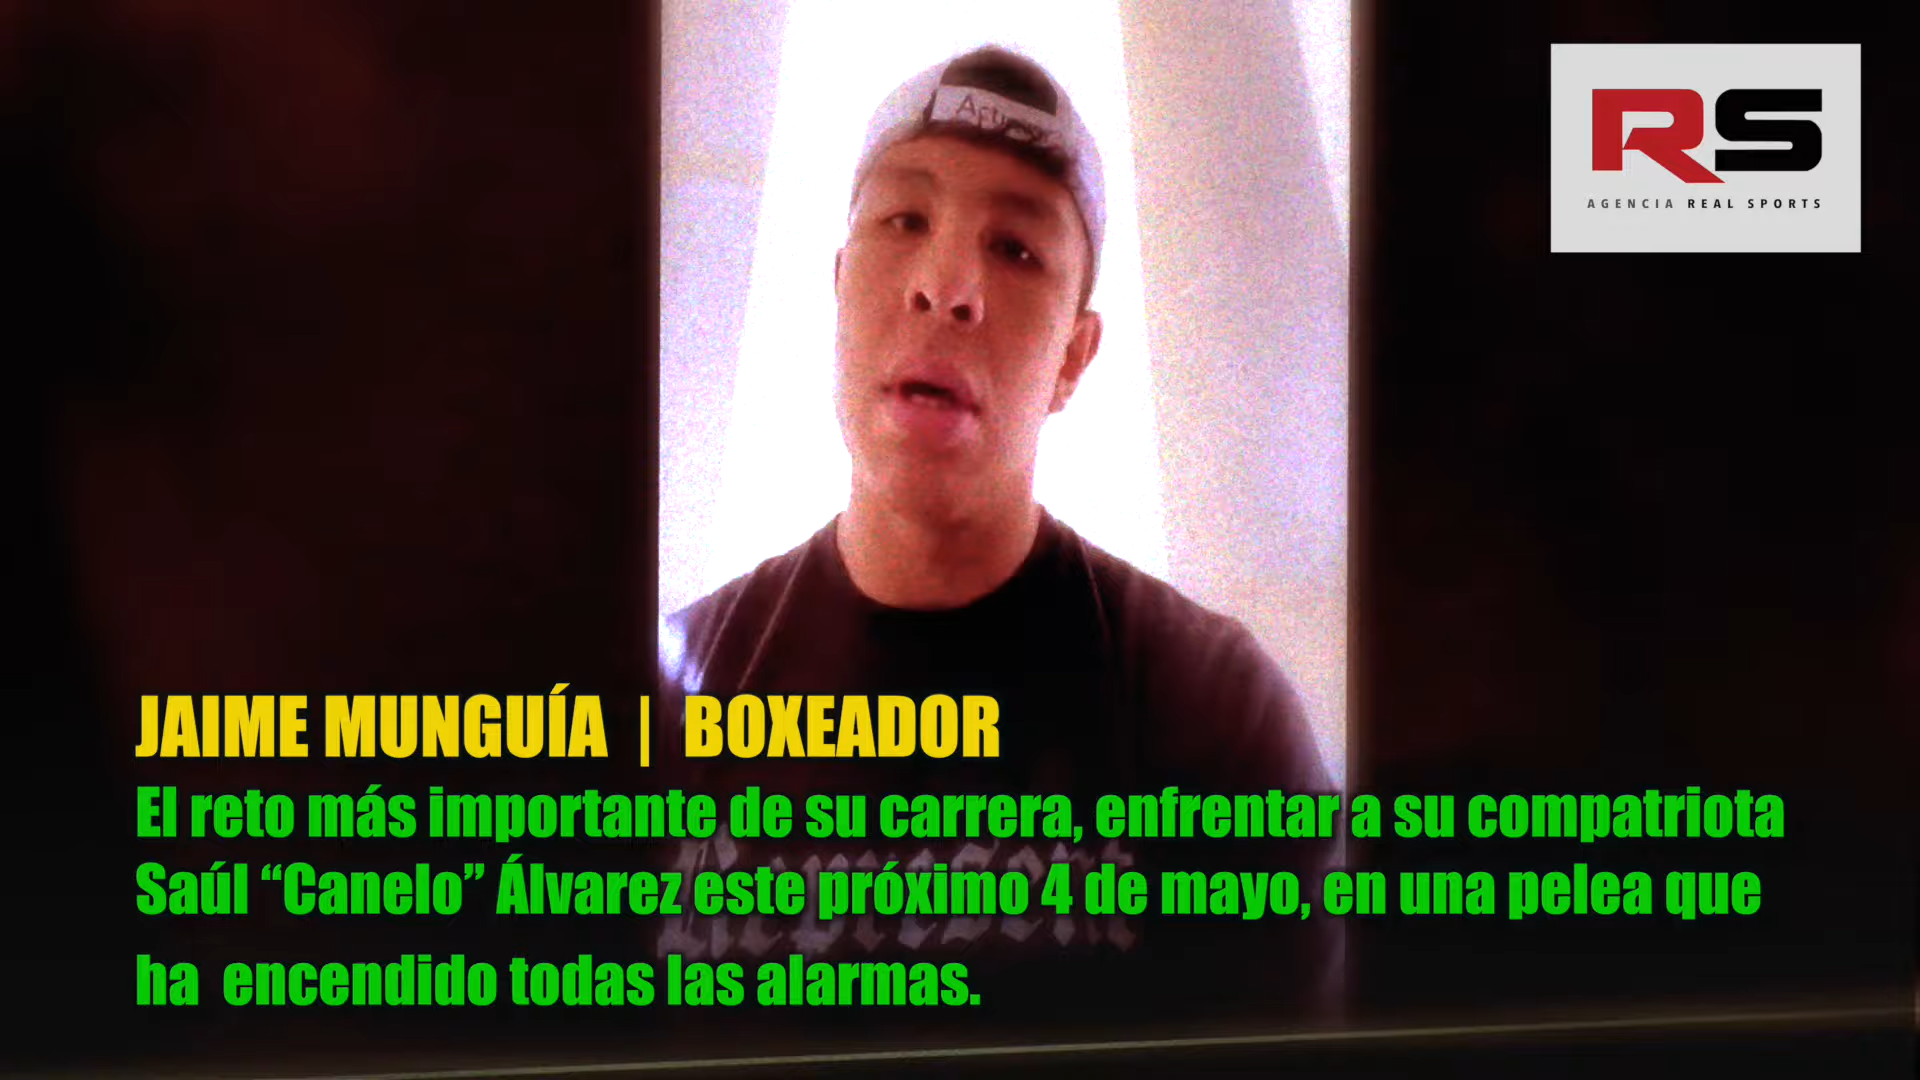 RS
AGENCIA REAL SPORTS
JAIME MUNGUÍA | BOXEADOR
El reto más importante de su carrera, enfrentar a su compatriota
Saúl “Canelo” Álvarez este próximo 4 de mayo, en una pelea que
ha encendido todas las alarmas.
Represent